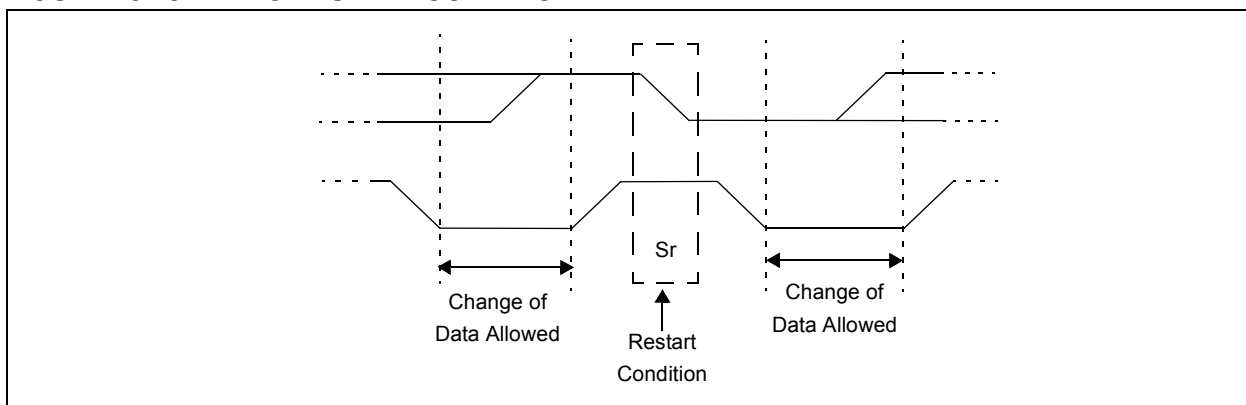 Sr
Change of
Data Allowed
Restart
Condition
Change of
Data Allowed